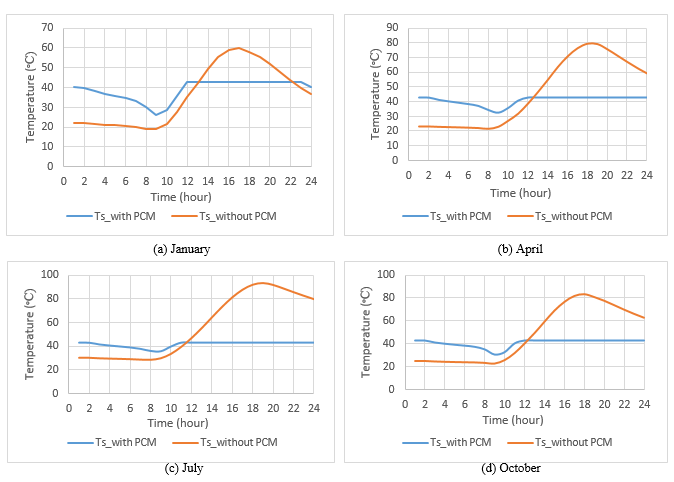 70
60
50
40
30
20
10
0
Temperature (ᵒC)
0 2 4 6 8 10 12 14 16 18 20 22 24
Time (hour)
Ts_with PCM Ts_without PCM
(a) January
90
80
70
60
50
40
30
20
10
0
Temperature (ᵒC)
0 2 4 6 8 10 12 14 16 18 20 22 24
Time (hour)
Ts_with PCM Ts_without PCM
(b) April
100
80
60
40
20
0
Temperature (ᵒC)
0 2 4 6 8 10 12 14 16 18 20 22 24
Time (hour)
Ts_with PCM Ts_without PCM
(c) July
100
80
60
40
20
0
Temperature (ᵒC)
0 2 4 6 8 10 12 14 16 18 20 22 24
Time (hour)
Ts_with PCM Ts_without PCM
(d) October